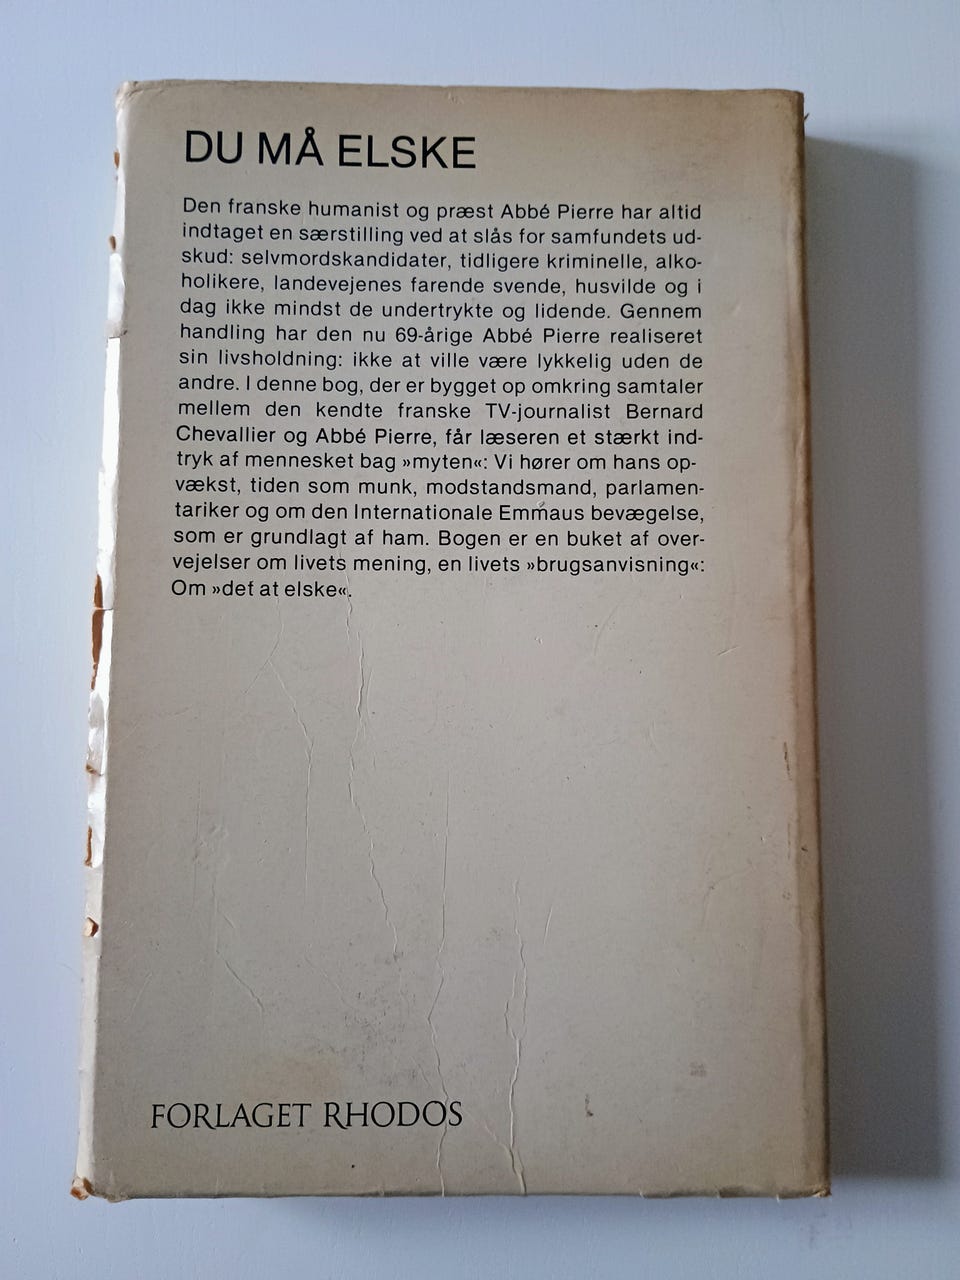 DU MÅ ELSKE
Den franske humanist og præst Abbé Pierre har altid
indtaget en særstilling ved at slås for samfundets ud-
skud: selvmordskandidater, tidligere kriminelle, alko-
holikere, landevejenes farende svende, husvilde og i
dag ikke mindst de undertrykte og lidende. Gennem
handling har den nu 69-årige Abbé Pierre realiseret
sin livsholdning: ikke at ville være lykkelig uden de
andre. I denne bog, der er bygget op omkring samtaler
mellem den kendte franske TV-journalist Bernard
Chevallier og Abbé Pierre, får læseren et stærkt ind-
tryk af mennesket bag »myten«: Vi hører om hans op-
vækst, tiden som munk, modstandsmand, parlamen-
tariker og om den Internationale Emmaus bevægelse,
som er grundlagt af ham. Bogen er en buket af over-
vejelser om livets mening, en livets »brugsanvisning«:
Om »det at elske«.
FORLAGET RHODOS